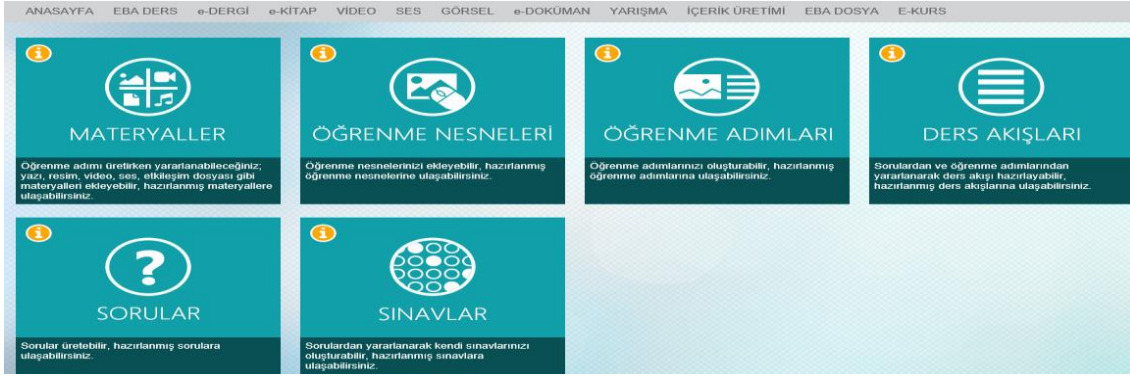 ANASAYFA EBA DERS e-DERGİ e-KİTAP VİDEO SES GÖRSEL e-DOKÜMAN YARIŞMA İÇERİK ÜRETİMİ EBA DOSYA E-KURS
MATERYALLER
Öğrenme adımı üretirken yararlanabileceğiniz;
yazı, resim, video, ses, etkileşim dosyası gibi
materyalleri ekleyebilir, hazırlanmış materyallere
ulaşabilirsiniz.
ÖĞRENME NESNELERİ
Öğrenme nesnelerinizi ekleyebilir, hazırlanmış
öğrenme nesnelerine ulaşabilirsiniz.
ÖĞRENME ADIMLARI
Öğrenme adımlarınızı oluşturabilir, hazırlanmış
öğrenme adımlarına ulaşabilirsiniz.
DERS AKIŞLARI
Sorulardan ve öğrenme adımlarından
yararlanarak ders akışı hazırlayabilir,
hazırlanmış ders akışlarına ulaşabilirsiniz.
SORULAR
Sorular üretebilir, hazırlanmış sorulara
ulaşabilirsiniz.
SINAVLAR
Sorulardan yararlanarak kendi sınavlarınızı
oluşturabilir, hazırlanmış sınavlara
ulaşabilirsiniz.